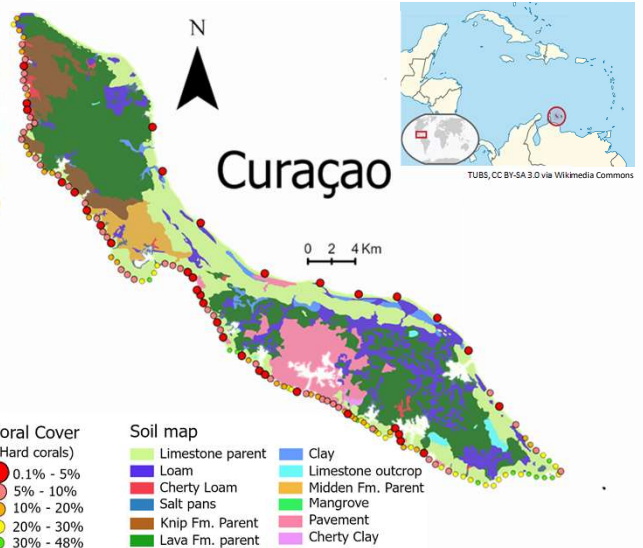 N
TUBS, CC BY-SA 3.0 via Wikimedia Commons
Curaçao
0 2 4 Km
oral Cover
Hard corals)
0.1% - 5%
5% - 10%
10% - 20%
20% - 30%
30% - 48%
Soil map
Limestone parent
Loam
Cherty Loam
Salt pans
Knip Fm. Parent
Lava Fm. parent
Clay
Limestone outcrop
Midden Fm. Parent
Mangrove
Pavement
Cherty Clay